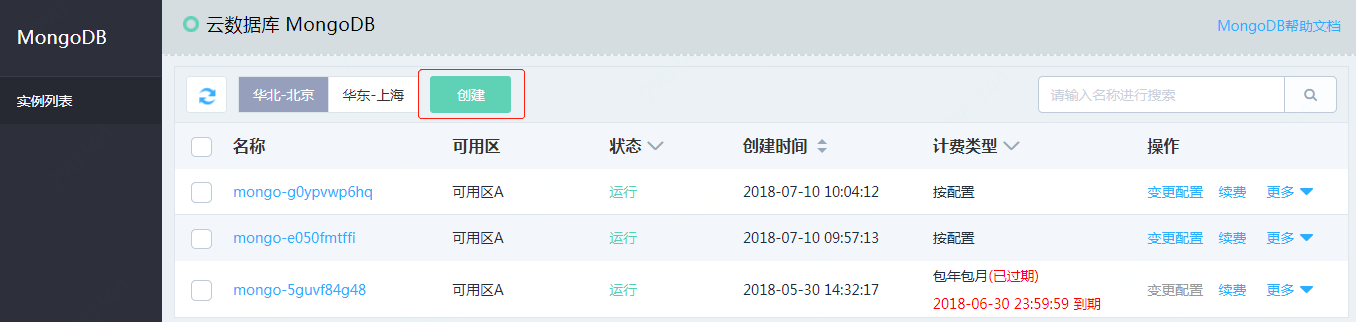 MongoDB
实例列表
云数据库 MongoDB
MongoDB帮助文档
华北-北京 华东-上海 创建 请输入名称进行搜索
名称 可用区 状态 创建时间 计费类型 操作
mongo-g0ypvwp6hq 可用区A 运行 2018-07-10 10:04:12 按配置 变更配置 续费 更多
mongo-e050fmtffi 可用区A 运行 2018-07-10 09:57:13 按配置 变更配置 续费 更多
mongo-5guvf84g48 可用区A 运行 2018-05-30 14:32:17 包年包月(已过期) 变更配置 续费 更多
2018-06-30 23:59:59 到期